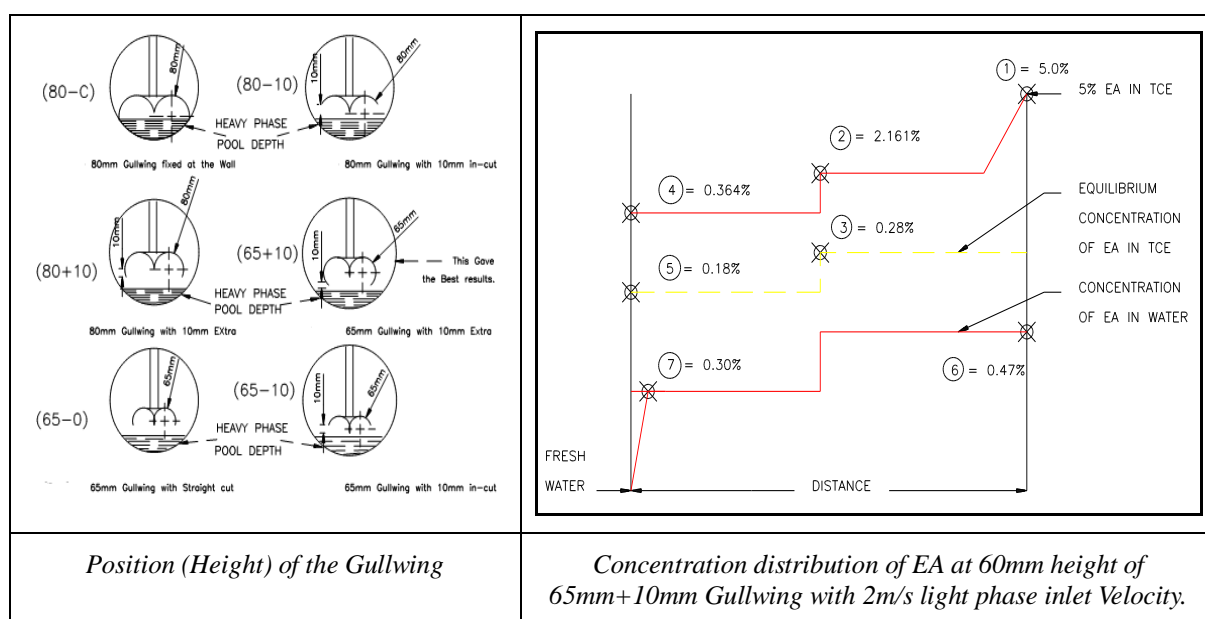 (80-C)
80mm
HEAVY PHASE
POOL DEPTH
80mm Gullwing fixed at the Wall
(80-10)
10mm
80mm
80mm Gullwing with 10mm in-cut
(80+10)
10mm
80mm
HEAVY PHASE
POOL DEPTH
80mm Gullwing with 10mm EXtra
(65+10)
10mm
65mm
This Gave
the Best results.
65mm Gullwing with 10mm Extra
(65-0)
65mm
HEAVY PHASE
POOL DEPTH
65mm Gullwing with Straight cut
(65-10)
10mm
65mm
65mm Gullwing with 10mm in-cut
1 = 5.0%
5% EA IN TCE
2 = 2.161%
4 = 0.364%
EQUILIBRIUM
CONCENTRATION
OF EA IN TCE
3 = 0.28%
5 = 0.18%
CONCENTRATION
OF EA IN WATER
7 = 0.30%
6 = 0.47%
FRESH
WATER
DISTANCE
Position (Height) of the Gullwing
Concentration distribution of EA at 60mm height of
65mm+10mm Gullwing with 2m/s light phase inlet Velocity.